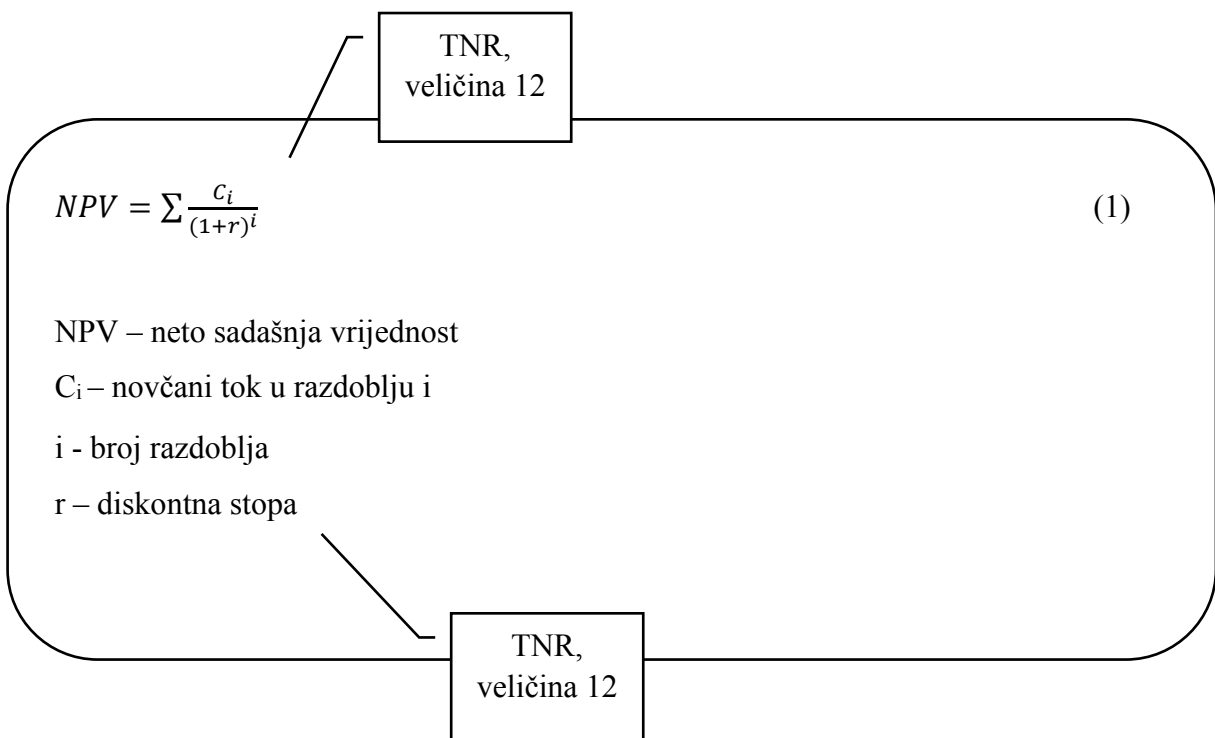 TNR,
veličina 12
NPV = ∑ C_i/(1+r)^i (1)
NPV – neto sadašnja vrijednost
Cᵢ – novčani tok u razdoblju i
i - broj razdoblja
r – diskontna stopa
TNR,
veličina 12